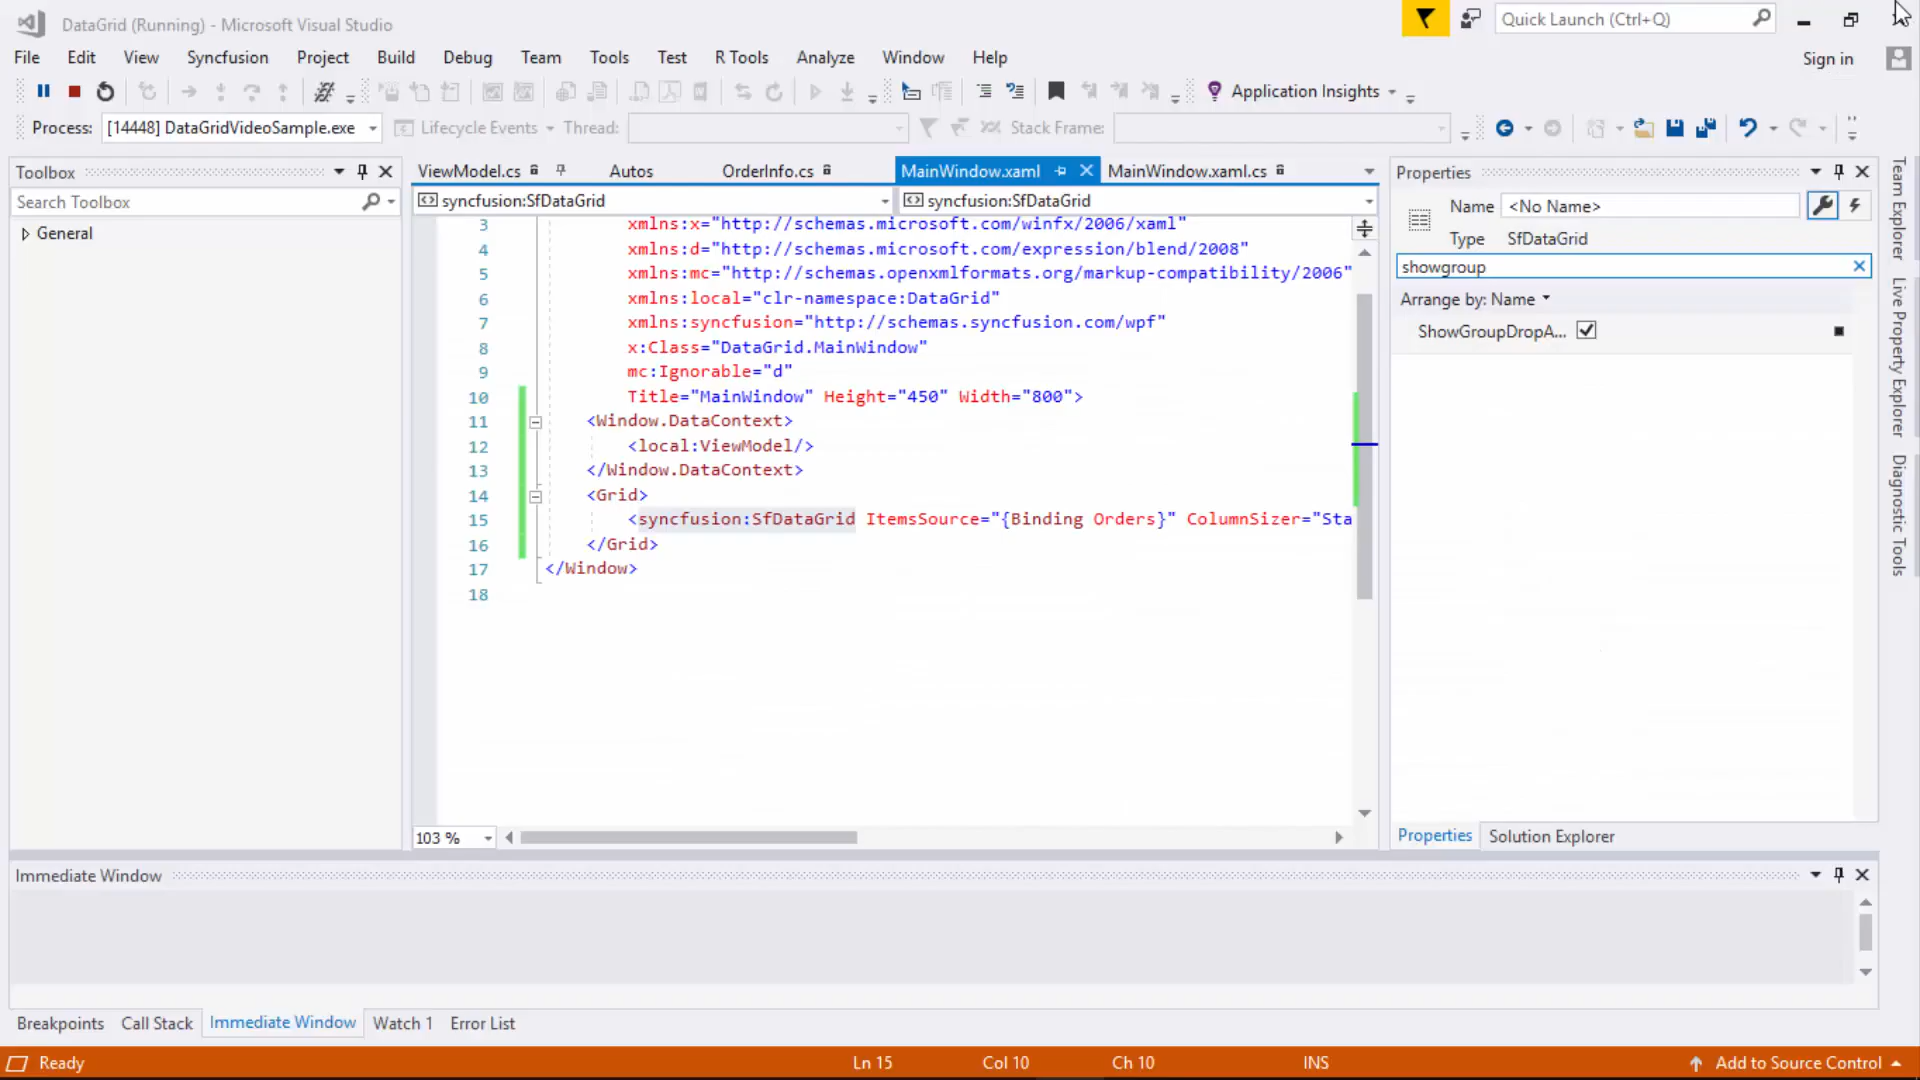 DataGrid (Running) - Microsoft Visual Studio
Quick Launch (Ctrl+Q)
File Edit View Syncfusion Project Build Debug Team Tools Test R Tools Analyze Window Help
Sign in
Application Insights
Process: [14448] DataGridVideoSample.exe Lifecycle Events Thread: Stack Frame:
Toolbox
Search Toolbox
General
ViewModel.cs Autos OrderInfo.cs MainWindow.xaml MainWindow.xaml.cs
syncfusion:SfDataGrid syncfusion:SfDataGrid
3 xmlns:x="http://schemas.microsoft.com/winfx/2006/xaml"
4 xmlns:d="http://schemas.microsoft.com/expression/blend/2008"
5 xmlns:mc="http://schemas.openxmlformats.org/markup-compatibility/2006"
6 xmlns:local="clr-namespace:DataGrid"
7 xmlns:syncfusion="http://schemas.syncfusion.com/wpf"
8 x:Class="DataGrid.MainWindow"
9 mc:Ignorable="d"
10 Title="MainWindow" Height="450" Width="800">
11 <Window.DataContext>
12 <local:ViewModel/>
13 </Window.DataContext>
14 <Grid>
15 <syncfusion:SfDataGrid ItemsSource="{Binding Orders}" ColumnSizer="Sta
16 </Grid>
17 </Window>
18
103 %
Properties
Name <No Name>
Type SfDataGrid
showgroup
Arrange by: Name
ShowGroupDropA...
Properties Solution Explorer
Team Explorer
Live Property Explorer
Diagnostic Tools
Immediate Window
Breakpoints Call Stack Immediate Window Watch 1 Error List
Ready Ln 15 Col 10 Ch 10 INS Add to Source Control